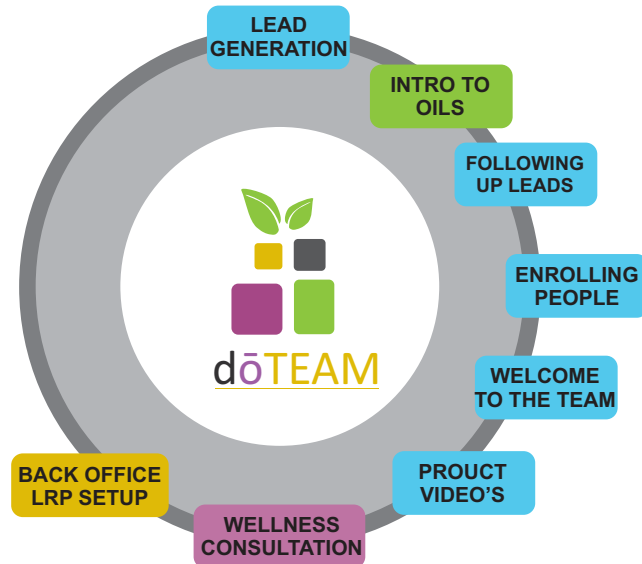 LEAD
GENERATION
INTRO TO
OILS
FOLLOWING
UP LEADS
ENROLLING
PEOPLE
WELCOME
TO THE TEAM
PROUCT
VIDEO'S
WELLNESS
CONSULTATION
BACK OFFICE
LRP SETUP
dōTEAM